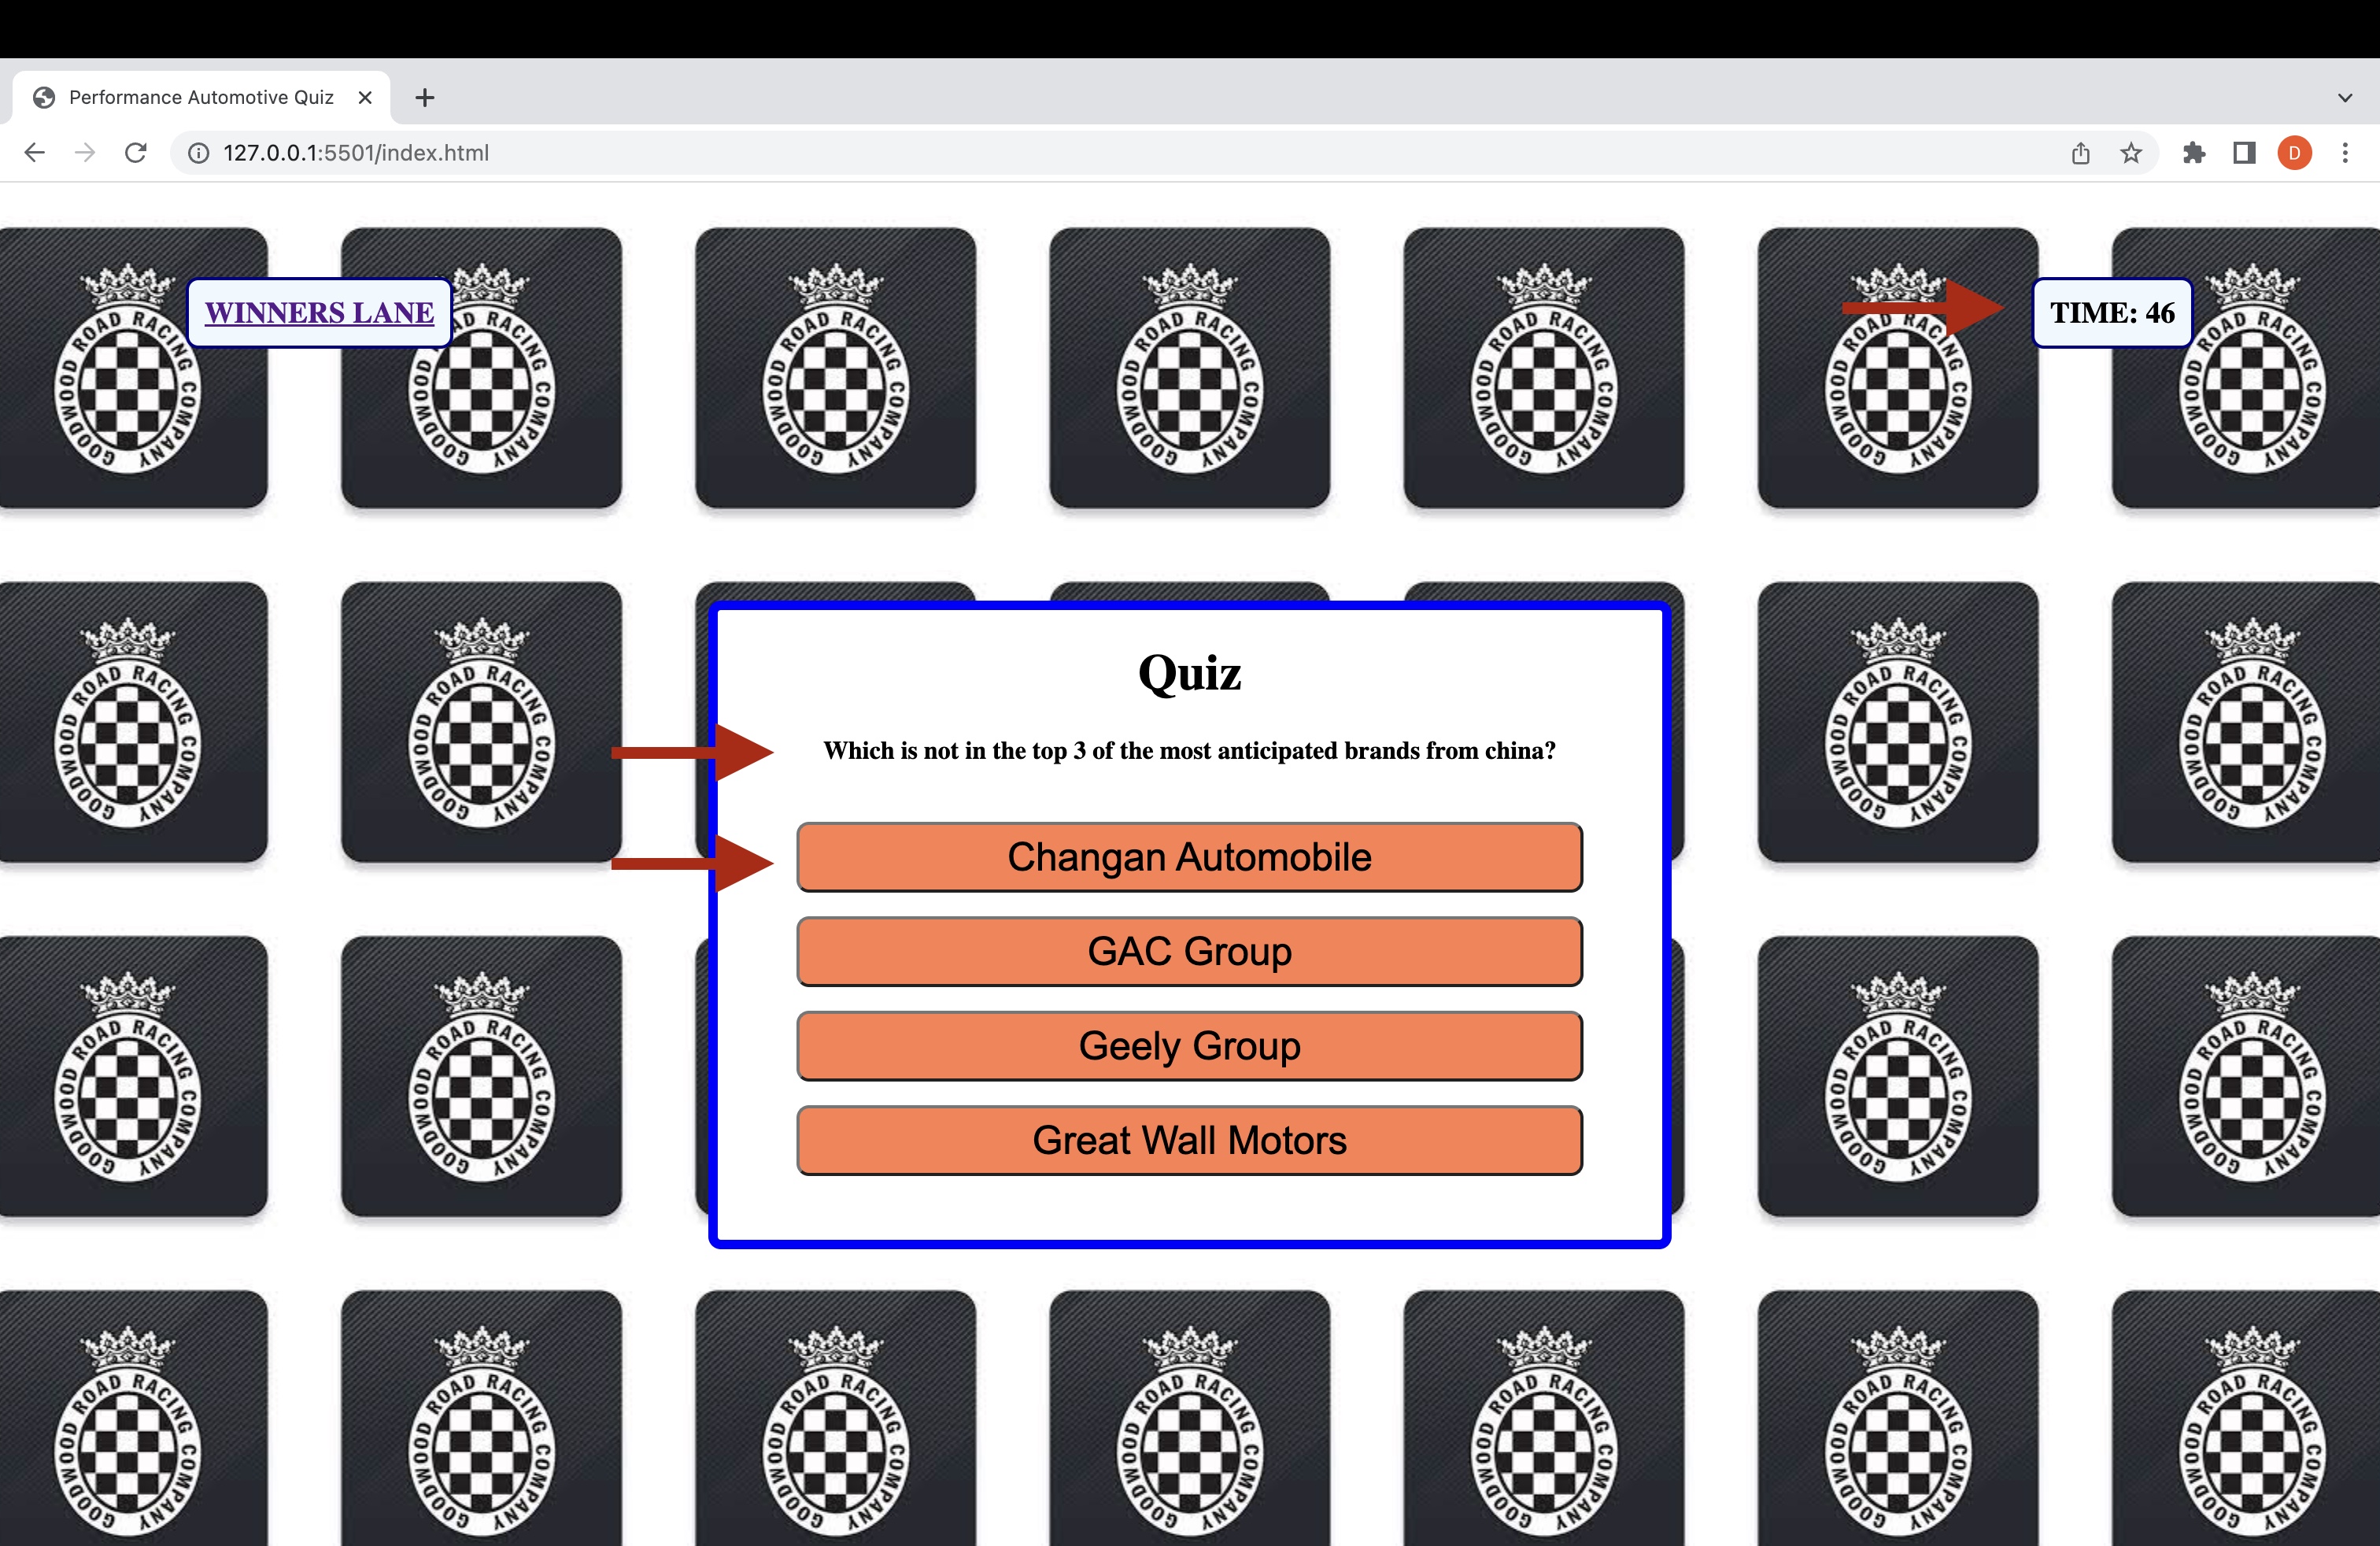 Performance Automotive Quiz
127.0.0.1:5501/index.html
D
WINNERS LANE
TIME: 46
GOODWOOD ROAD RACING COMPANY
Quiz
Which is not in the top 3 of the most anticipated brands from china?
Changan Automobile
GAC Group
Geely Group
Great Wall Motors